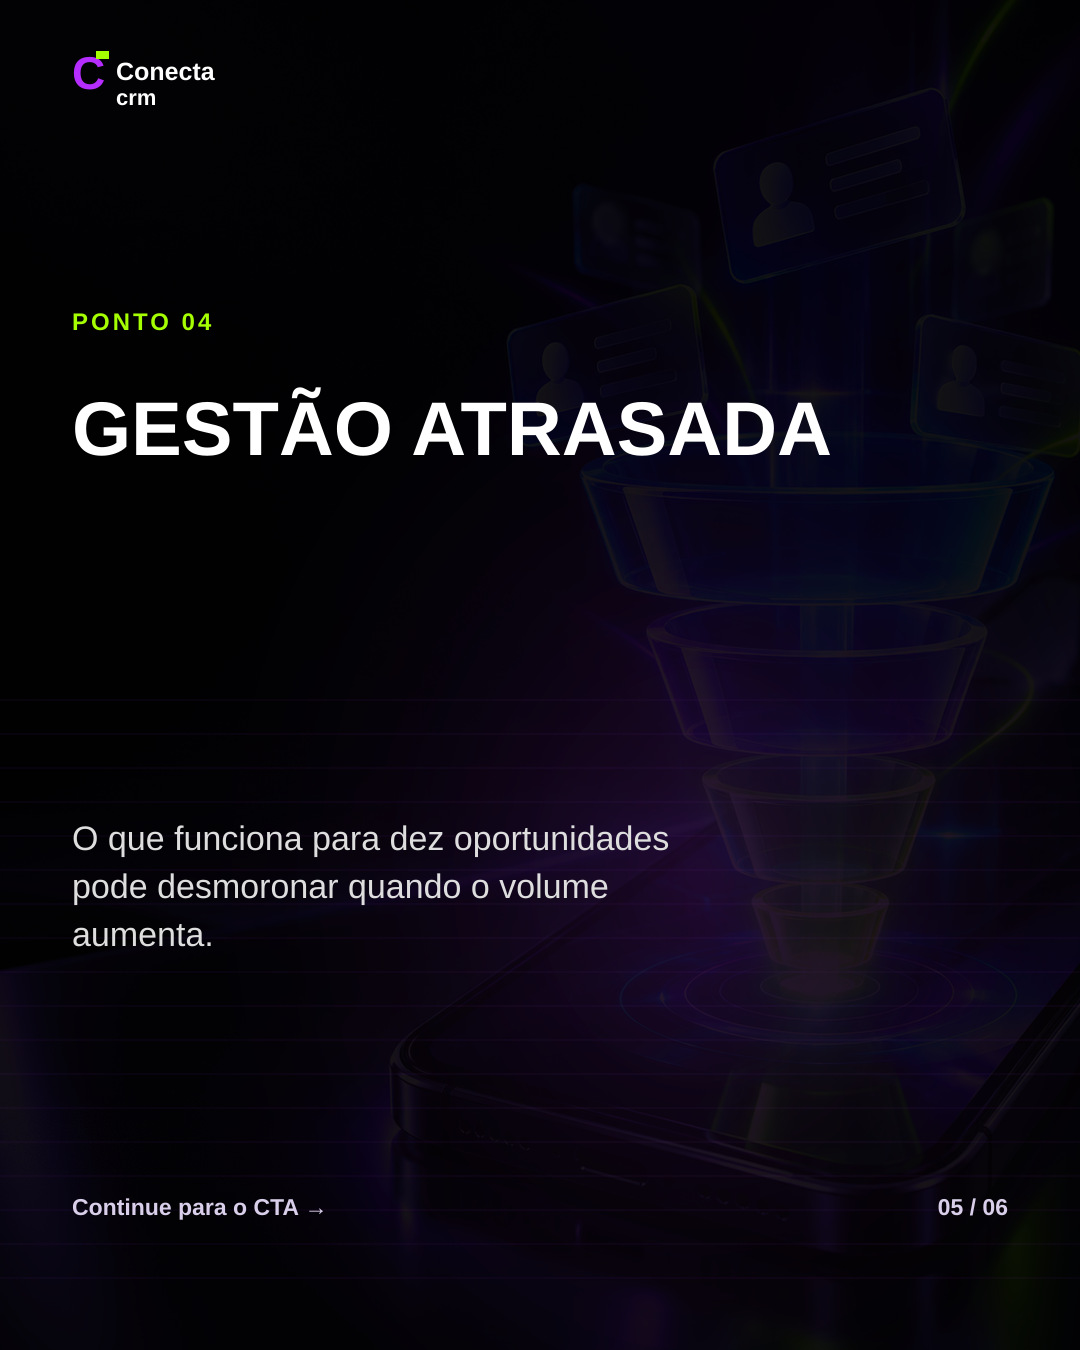 Conecta
crm
PONTO 04
GESTÃO ATRASADA
O que funciona para dez oportunidades
pode desmoronar quando o volume
aumenta.
Continue para o CTA →
05 / 06